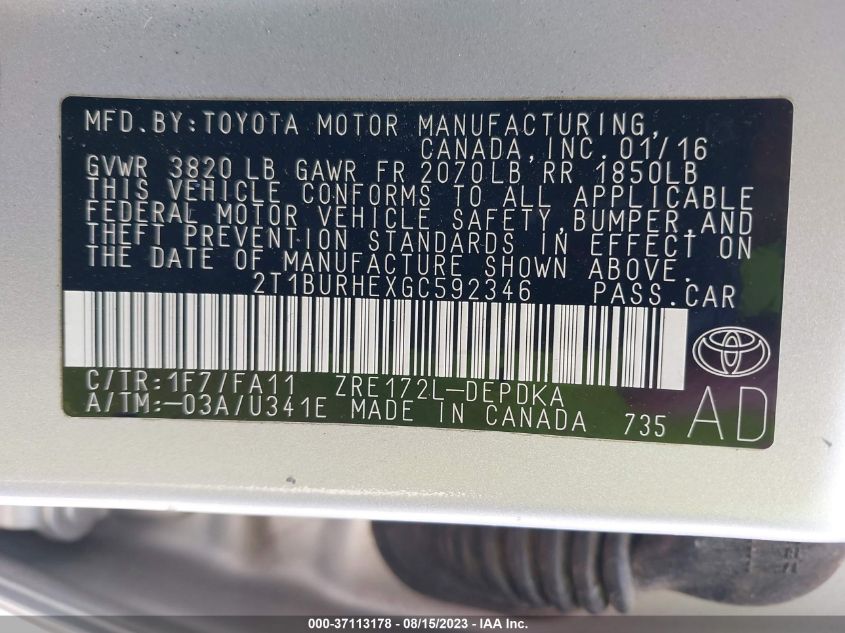 MFD.BY:TOYOTA MOTOR MANUFACTURING,
CANADA,INC.01/16
GVWR 3820 LB GAWR FR 2070LB RR 1850LB
THIS VEHICLE CONFORMS TO ALL APPLICABLE
FEDERAL MOTOR VEHICLE SAFETY,BUMPER,AND
THEFT PREVENTION STANDARDS IN EFFECT ON
THE DATE OF MANUFACTURE SHOWN ABOVE.
2T1BURHEXGC592346 PASS.CAR
C/TR:1F7/FA11 ZRE172L-DEPDKA
A/TM:-03A/U341E MADE IN CANADA 735
AD
000-37113178 - 08/15/2023 - IAA Inc.